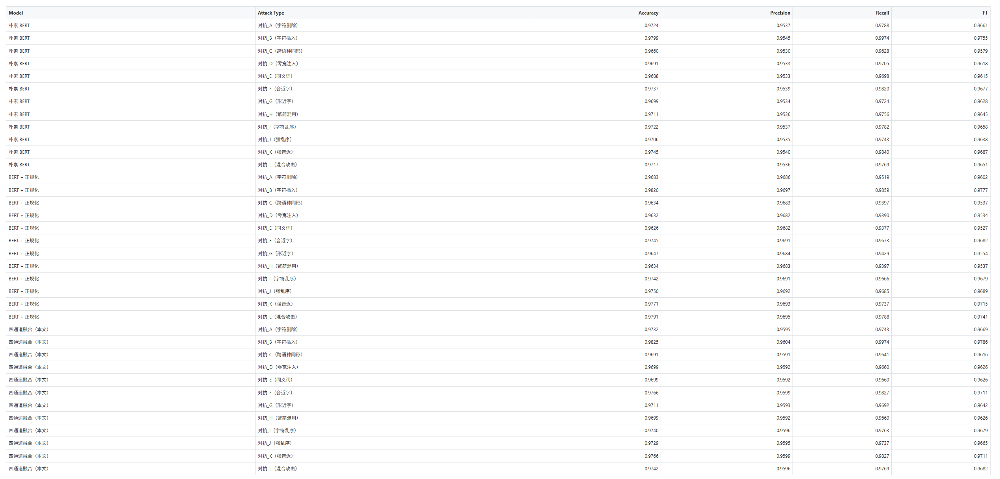 Model Attack Type Accuracy Precision Recall F1
朴素 BERT 对抗_A（字符删除） 0.9724 0.9537 0.9788 0.9661
朴素 BERT 对抗_B（字符插入） 0.9799 0.9545 0.9974 0.9755
朴素 BERT 对抗_C（跨语种同形） 0.9660 0.9530 0.9628 0.9579
朴素 BERT 对抗_D（零宽注入） 0.9691 0.9533 0.9705 0.9618
朴素 BERT 对抗_E（同义词） 0.9688 0.9533 0.9698 0.9615
朴素 BERT 对抗_F（音近字） 0.9737 0.9539 0.9820 0.9677
朴素 BERT 对抗_G（形近字） 0.9699 0.9534 0.9724 0.9628
朴素 BERT 对抗_H（繁简混用） 0.9711 0.9536 0.9756 0.9645
朴素 BERT 对抗_I（字符乱序） 0.9722 0.9537 0.9782 0.9658
朴素 BERT 对抗_J（强乱序） 0.9706 0.9535 0.9743 0.9638
朴素 BERT 对抗_K（强音近） 0.9745 0.9540 0.9840 0.9687
朴素 BERT 对抗_L（混合攻击） 0.9717 0.9536 0.9769 0.9651
BERT + 正规化 对抗_A（字符删除） 0.9683 0.9686 0.9519 0.9602
BERT + 正规化 对抗_B（字符插入） 0.9820 0.9697 0.9859 0.9777
BERT + 正规化 对抗_C（跨语种同形） 0.9634 0.9683 0.9397 0.9537
BERT + 正规化 对抗_D（零宽注入） 0.9632 0.9682 0.9390 0.9534
BERT + 正规化 对抗_E（同义词） 0.9626 0.9682 0.9377 0.9527
BERT + 正规化 对抗_F（音近字） 0.9745 0.9691 0.9673 0.9682
BERT + 正规化 对抗_G（形近字） 0.9647 0.9684 0.9429 0.9554
BERT + 正规化 对抗_H（繁简混用） 0.9634 0.9683 0.9397 0.9537
BERT + 正规化 对抗_I（字符乱序） 0.9742 0.9691 0.9666 0.9679
BERT + 正规化 对抗_J（强乱序） 0.9750 0.9692 0.9685 0.9689
BERT + 正规化 对抗_K（强音近） 0.9771 0.9693 0.9737 0.9715
BERT + 正规化 对抗_L（混合攻击） 0.9791 0.9695 0.9788 0.9741
四通道融合（本文） 对抗_A（字符删除） 0.9732 0.9595 0.9743 0.9669
四通道融合（本文） 对抗_B（字符插入） 0.9825 0.9604 0.9974 0.9786
四通道融合（本文） 对抗_C（跨语种同形） 0.9691 0.9591 0.9641 0.9616
四通道融合（本文） 对抗_D（零宽注入） 0.9699 0.9592 0.9660 0.9626
四通道融合（本文） 对抗_E（同义词） 0.9699 0.9592 0.9660 0.9626
四通道融合（本文） 对抗_F（音近字） 0.9766 0.9599 0.9827 0.9711
四通道融合（本文） 对抗_G（形近字） 0.9711 0.9593 0.9692 0.9642
四通道融合（本文） 对抗_H（繁简混用） 0.9699 0.9592 0.9660 0.9626
四通道融合（本文） 对抗_I（字符乱序） 0.9740 0.9596 0.9763 0.9679
四通道融合（本文） 对抗_J（强乱序） 0.9729 0.9595 0.9737 0.9665
四通道融合（本文） 对抗_K（强音近） 0.9766 0.9599 0.9827 0.9711
四通道融合（本文） 对抗_L（混合攻击） 0.9742 0.9596 0.9769 0.9682